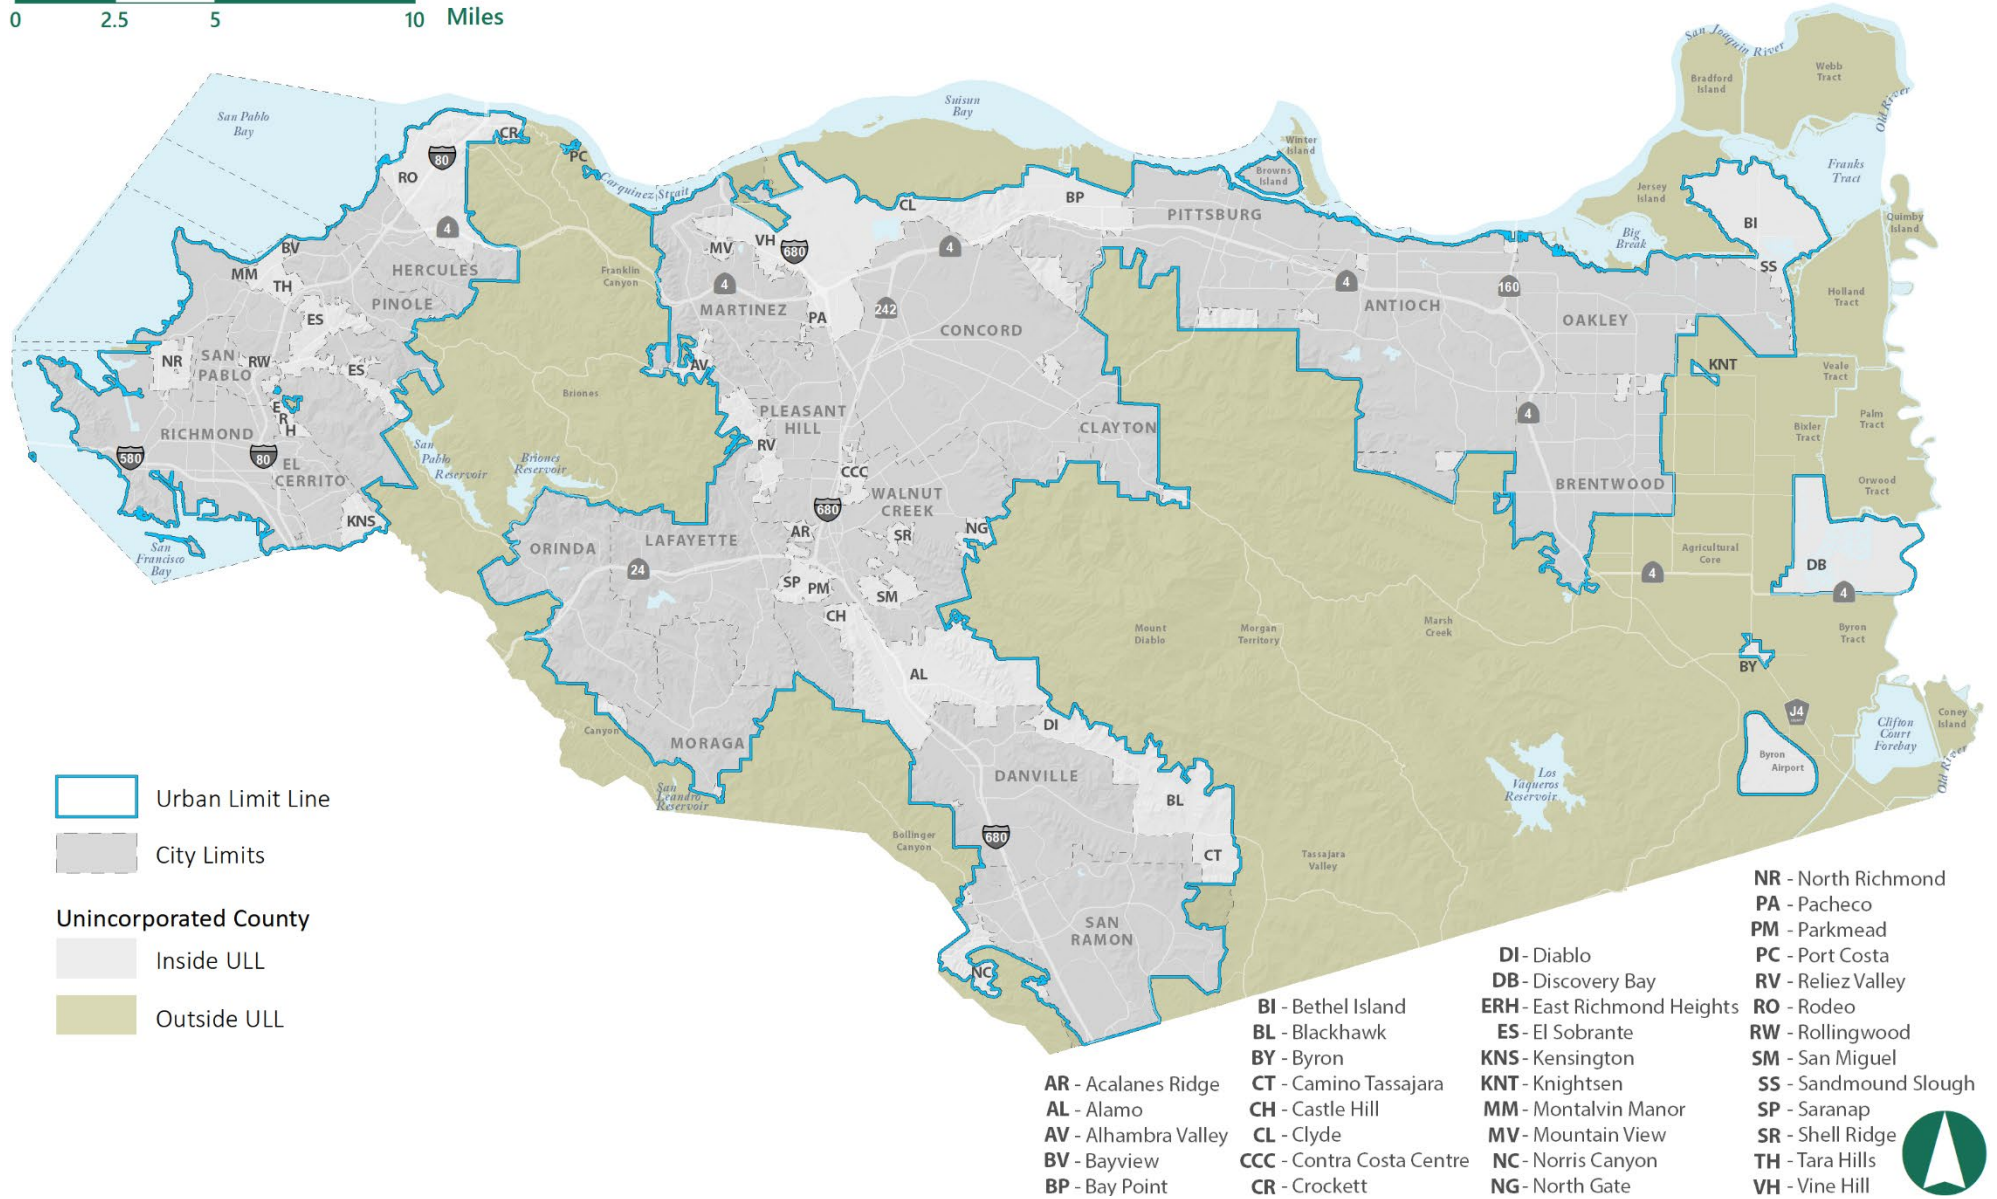 0 2.5 5 10 Miles
San Joaquin River
Webb
Tract
Bradford
Island
Old River
San Pablo
Bay
Suisun
Bay
CR
80
PC
Winter
Island
Browns
Island
Franks
Tract
RO
Carquinez Strait
BP
CL
PITTSBURG
Jersey
Island
BI
Quimby
Island
4
BV
MV
VH
680
4
Big
Break
MM
TH
HERCULES
Franklin
Canyon
4
4
160
SS
PINOLE
MARTINEZ
PA
242
ANTIOCH
Holland
Tract
ES
CONCORD
OAKLEY
NR
SAN
PABLO
RW
ES
AV
KNT
Veale
Tract
Briones
E
R
H
PLEASANT
HILL
CLAYTON
4
Palm
Tract
RICHMOND
Bixler
Tract
580
80
San
Pablo
Reservoir
Briones
Reservoir
RV
EL
CERRITO
CCC
WALNUT
CREEK
BRENTWOOD
Orwood
Tract
KNS
680
AR
SR
NG
San
Francisco
Bay
ORINDA
LAFAYETTE
Agricultural
Core
24
SP
PM
SM
4
DB
4
CH
Mount
Diablo
Morgan
Territory
Marsh
Creek
Byron
Tract
AL
BY
DI
Canyon
MORAGA
J4
Clifton
Court
Forebay
Coney
Island
DANVILLE
Byron
Airport
Old River
San
Leandro
Reservoir
BL
Los
Vaqueros
Reservoir
Bollinger
Canyon
680
CT
Tassajara
Valley
SAN
RAMON
NC
Urban Limit Line
City Limits
Unincorporated County
Inside ULL
Outside ULL
AR - Acalanes Ridge
AL - Alamo
AV - Alhambra Valley
BV - Bayview
BP - Bay Point
BI - Bethel Island
BL - Blackhawk
BY - Byron
CT - Camino Tassajara
CH - Castle Hill
CL - Clyde
CCC - Contra Costa Centre
CR - Crockett
DI - Diablo
DB - Discovery Bay
ERH - East Richmond Heights
ES - El Sobrante
KNS - Kensington
KNT - Knightsen
MM - Montalvin Manor
MV - Mountain View
NC - Norris Canyon
NG - North Gate
NR - North Richmond
PA - Pacheco
PM - Parkmead
PC - Port Costa
RV - Reliez Valley
RO - Rodeo
RW - Rollingwood
SM - San Miguel
SS - Sandmound Slough
SP - Saranap
SR - Shell Ridge
TH - Tara Hills
VH - Vine Hill